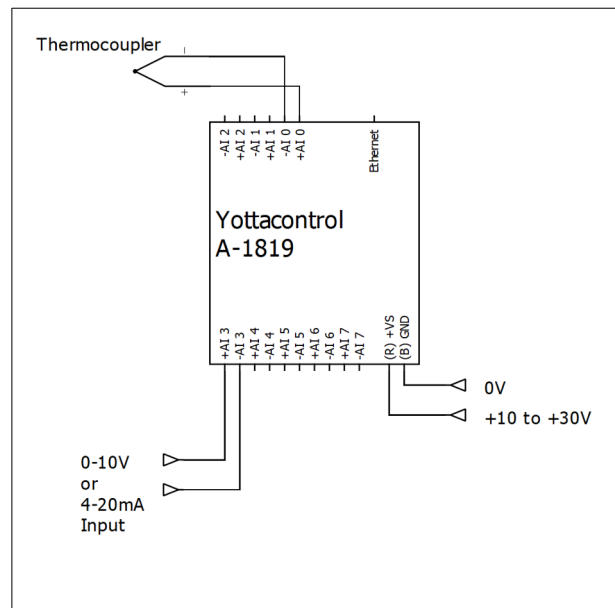 Thermocoupler
−
+
-AI 2
+AI 2
-AI 1
+AI 1
-AI 0
+AI 0
Ethernet
Yottacontrol
A-1819
+AI 3
-AI 3
+AI 4
-AI 4
+AI 5
-AI 5
+AI 6
-AI 6
+AI 7
-AI 7
(R) +VS
(B) GND
0V
+10 to +30V
0-10V
or
4-20mA
Input